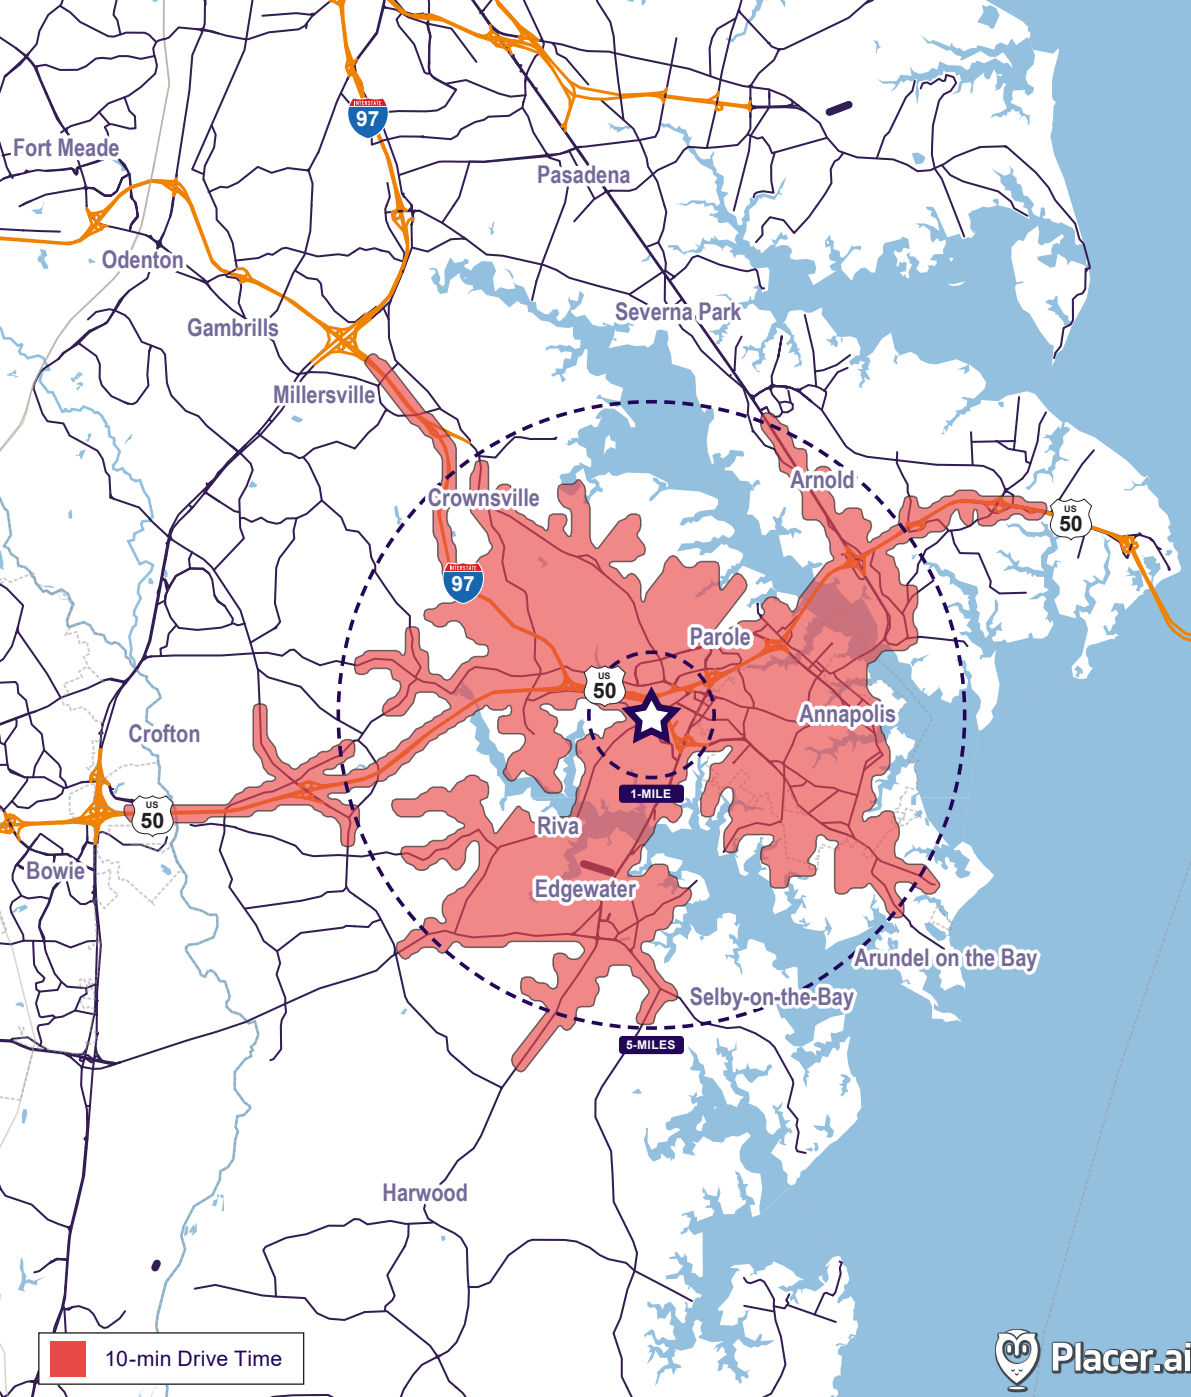 INTERSTATE
97
Fort Meade
Pasadena
Odenton
Severna Park
Gambrills
Millersville
Arnold
Crownsville
US
50
INTERSTATE
97
Parole
US
50
Annapolis
Crofton
1-MILE
US
50
Riva
Bowie
Edgewater
Arundel on the Bay
Selby-on-the-Bay
5-MILES
Harwood
10-min Drive Time
Placer.ai